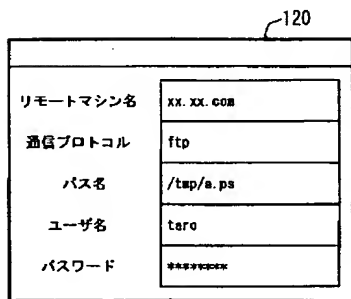 120
リモートマシン名 xx.xx.com
通信プロトコル ftp
パス名 /tmp/a.ps
ユーザ名 taro
パスワード ********